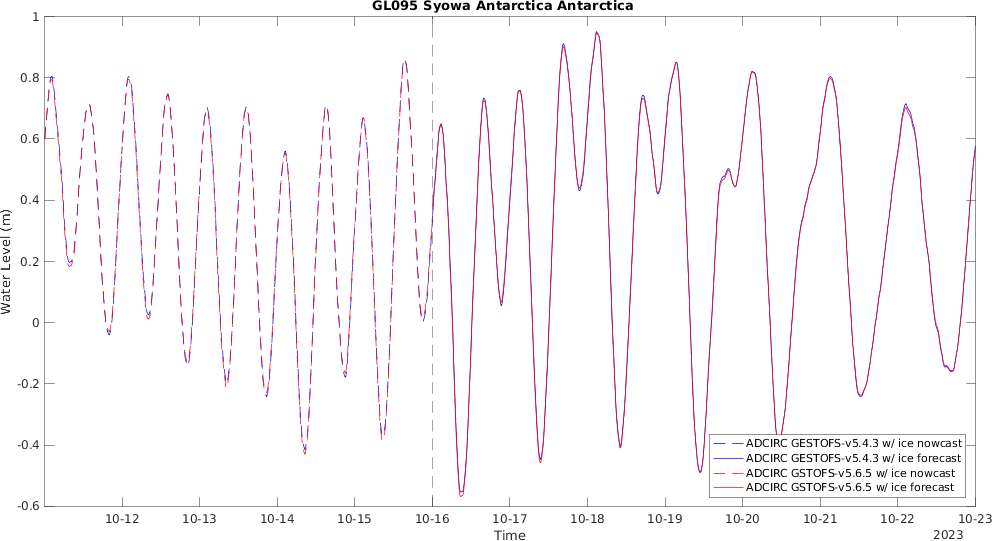 GL095 Syowa Antarctica Antarctica
1
0.8
0.6
0.4
0.2
0
-0.2
-0.4
-0.6
Water Level (m)
ADCIRC GESTOFS-v5.4.3 w/ ice nowcast
ADCIRC GESTOFS-v5.4.3 w/ ice forecast
ADCIRC GSTOFS-v5.6.5 w/ ice nowcast
ADCIRC GSTOFS-v5.6.5 w/ ice forecast
10-12 10-13 10-14 10-15 10-16 10-17 10-18 10-19 10-20 10-21 10-22 10-23
Time 2023